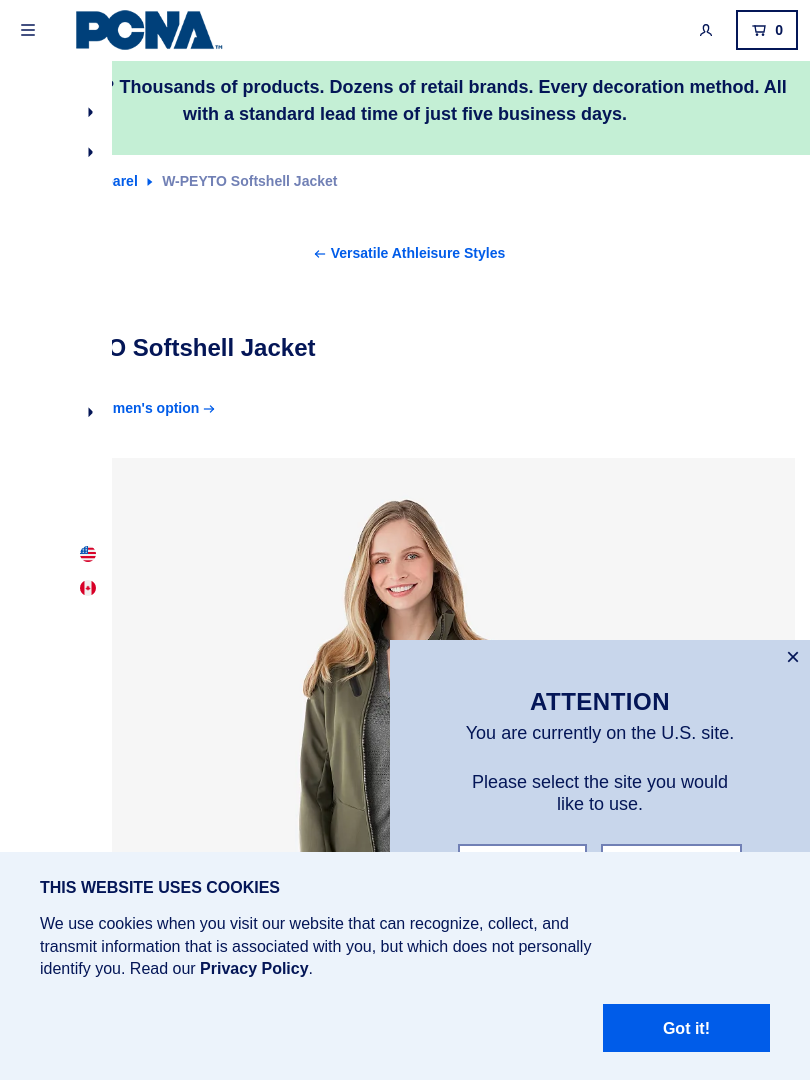 PCNA™
0
? Thousands of products. Dozens of retail brands. Every decoration method. All
with a standard lead time of just five business days.
arel W-PEYTO Softshell Jacket
Versatile Athleisure Styles
O Softshell Jacket
men's option
ATTENTION
You are currently on the U.S. site.
Please select the site you would
like to use.
THIS WEBSITE USES COOKIES
We use cookies when you visit our website that can recognize, collect, and
transmit information that is associated with you, but which does not personally
identify you. Read our Privacy Policy.
Got it!